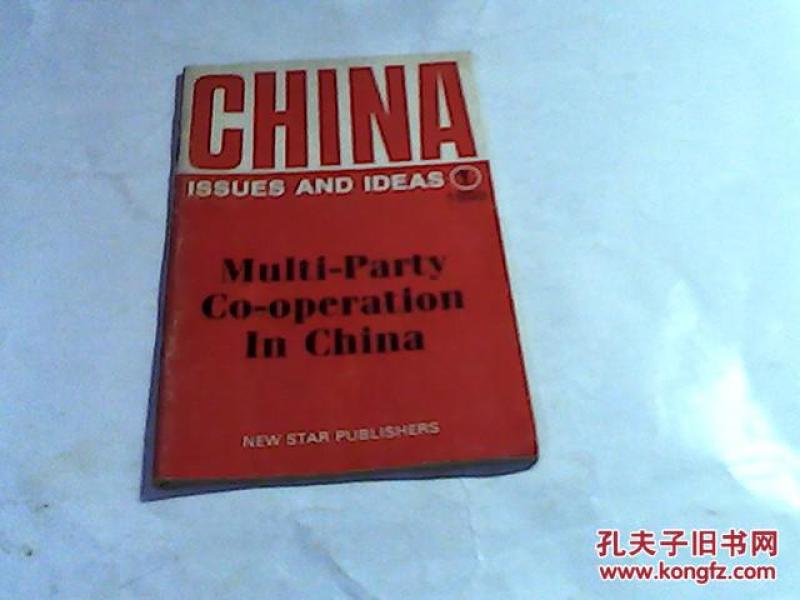 CHINA
ISSUES AND IDEAS
Multi-Party
Co-operation
In China
NEW STAR PUBLISHERS
孔夫子旧书网
www.kongfz.com